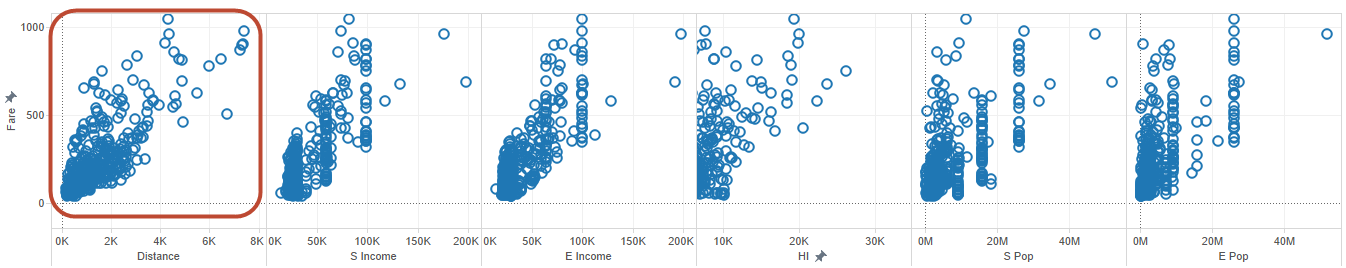 1000
500
0
Fare
0K 2K 4K 6K 8K
Distance
0K 50K 100K 150K 200K
S Income
0K 50K 100K 150K 200K
E Income
10K 20K 30K
HI
0M 20M 40M
S Pop
0M 20M 40M
E Pop